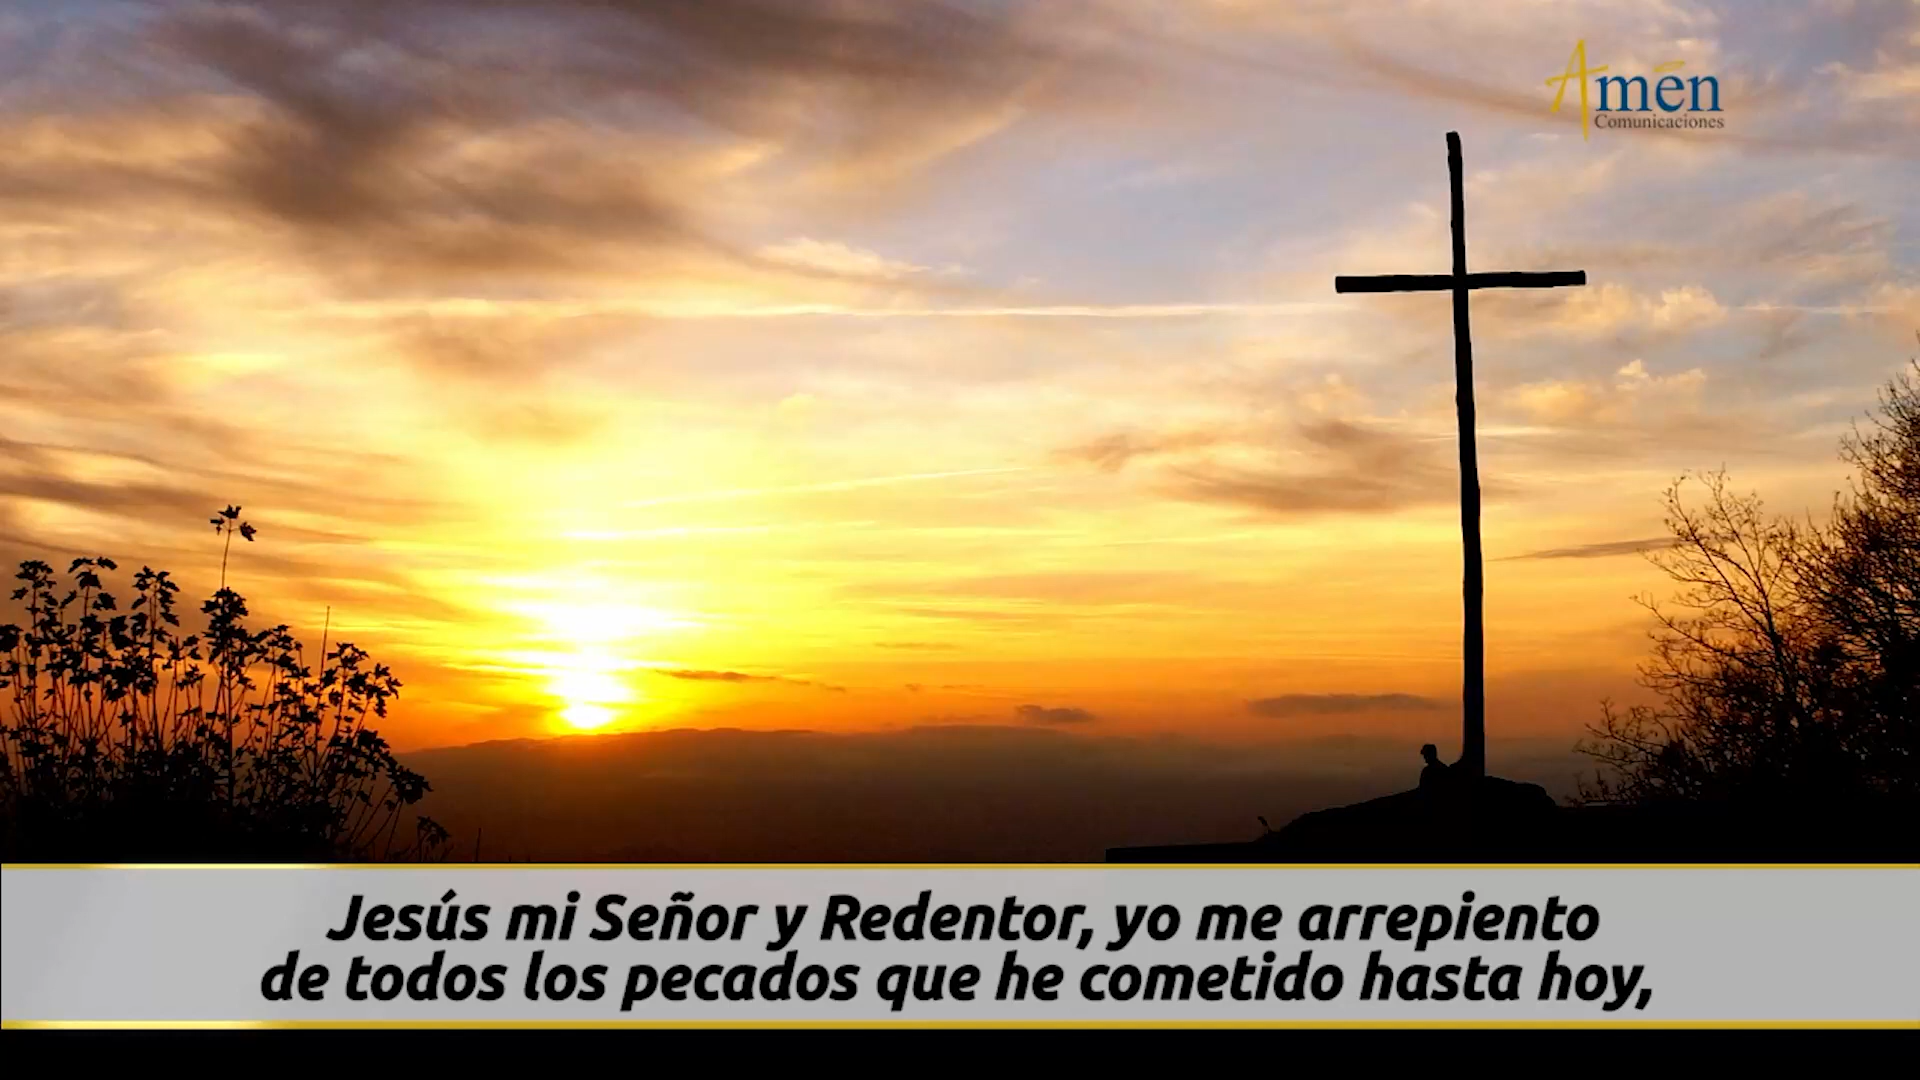 Amén
Comunicaciones
Jesús mi Señor y Redentor, yo me arrepiento
de todos los pecados que he cometido hasta hoy,